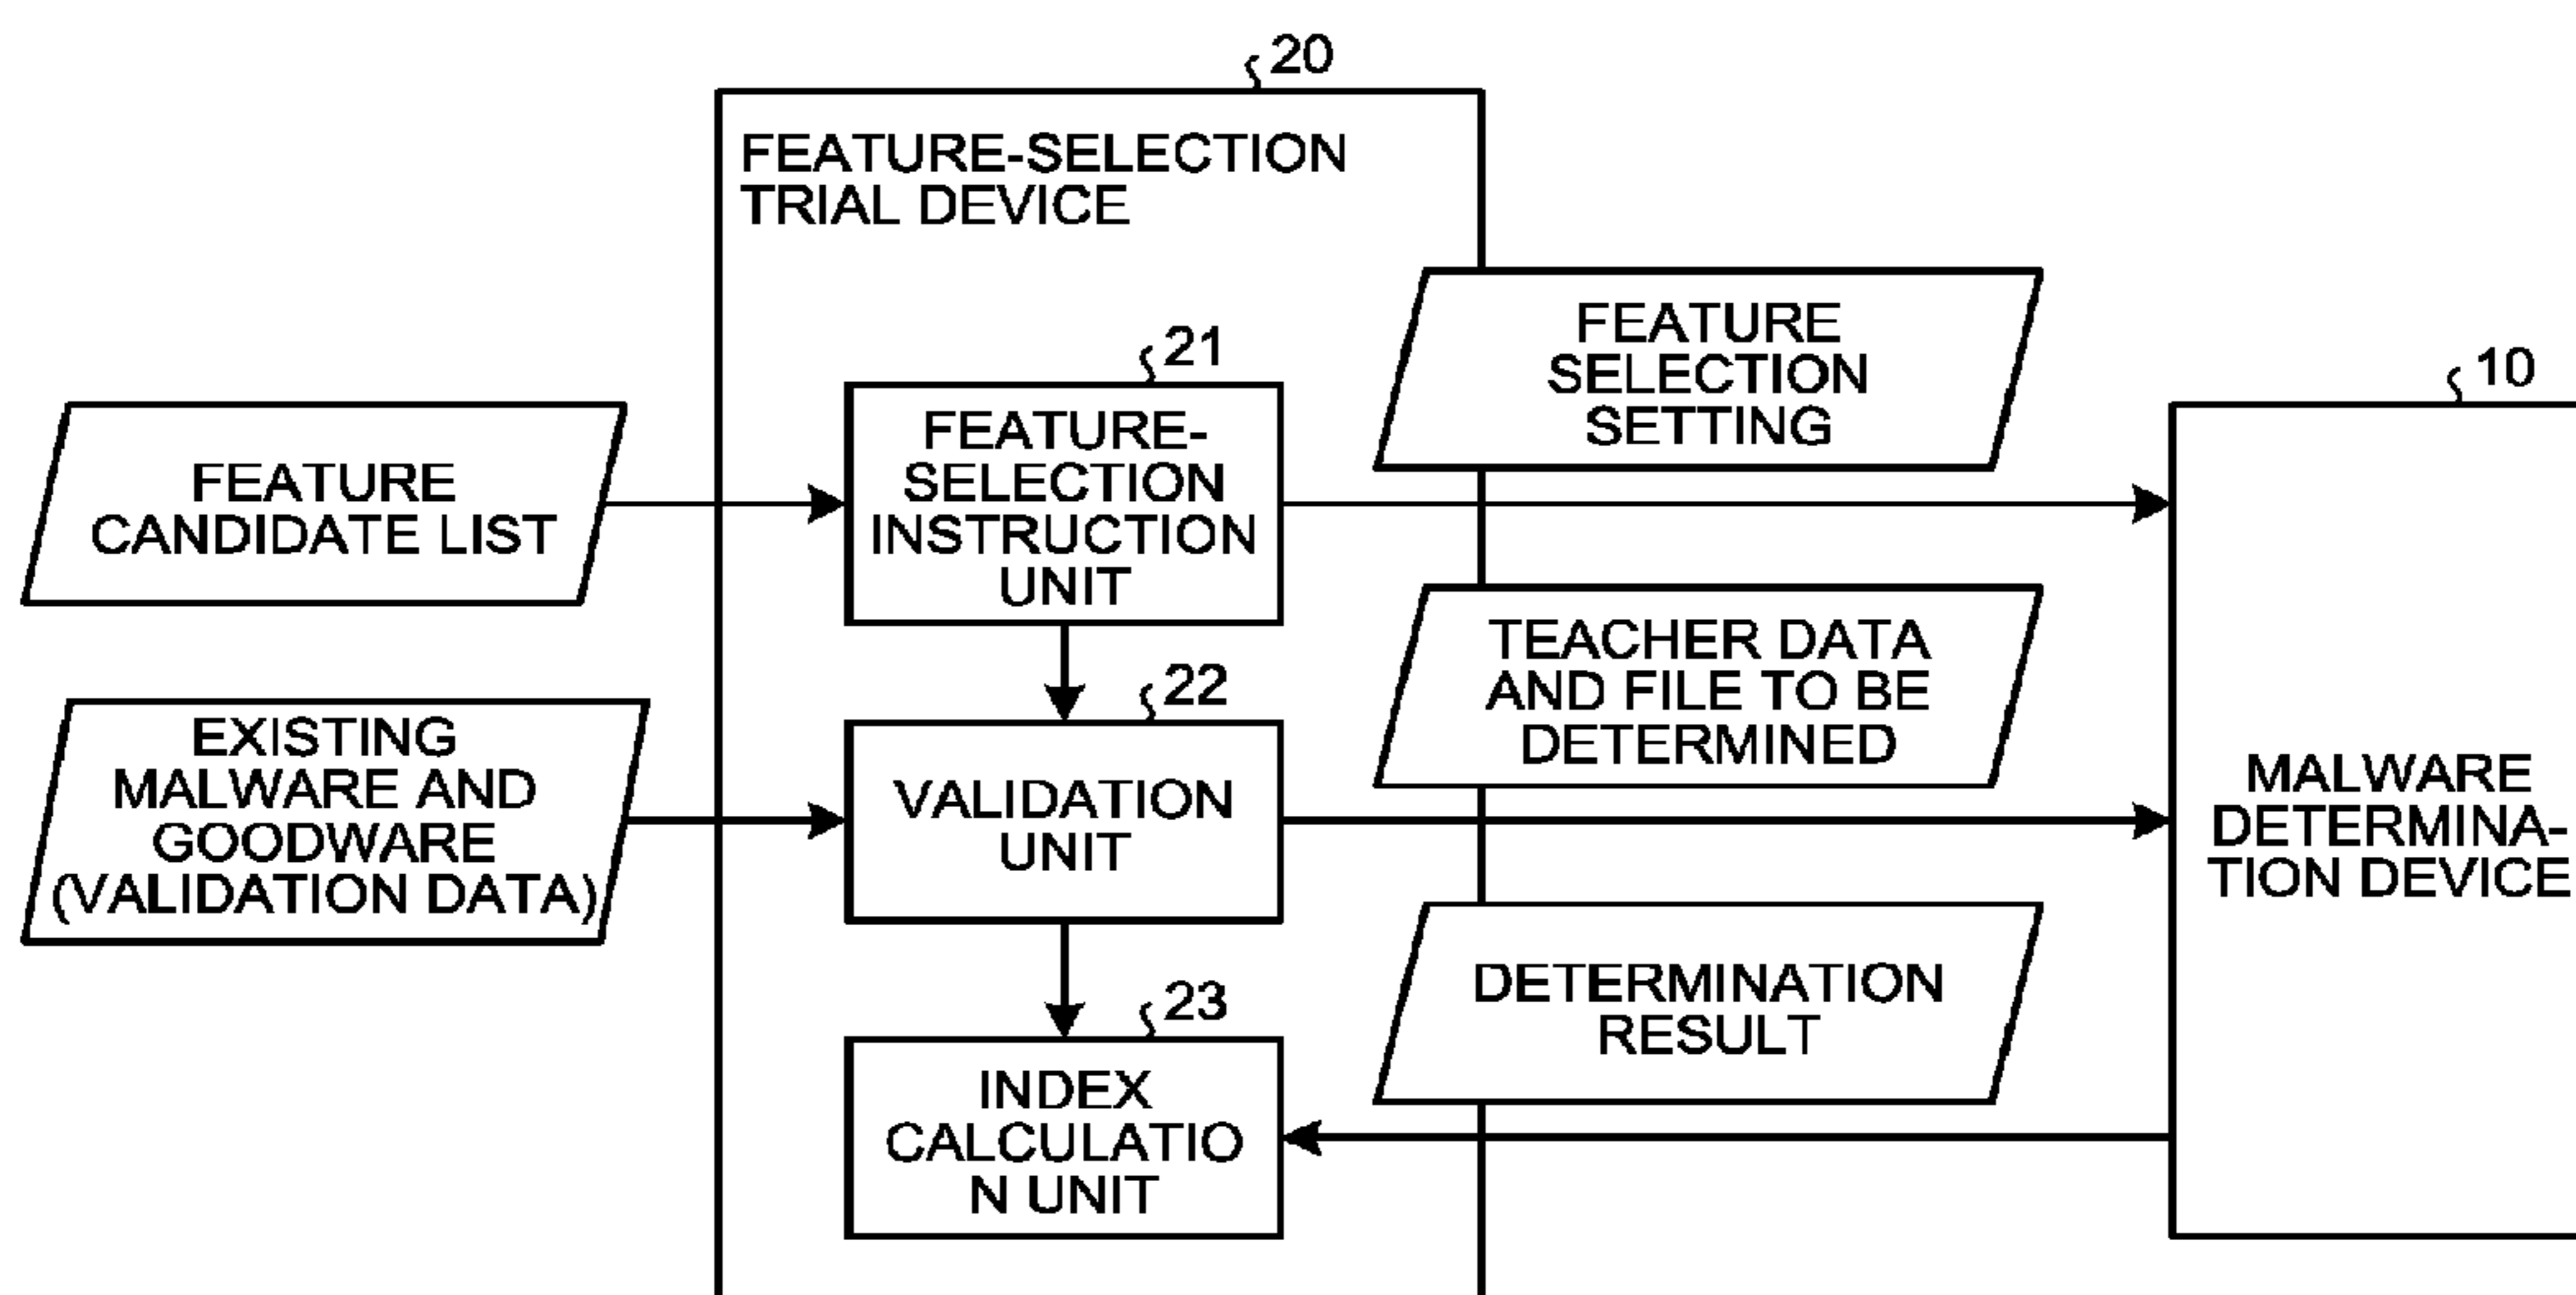 20
FEATURE-SELECTION
TRIAL DEVICE
FEATURE
SELECTION
SETTING
21
10
FEATURE-
SELECTION
INSTRUCTION
UNIT
FEATURE
CANDIDATE LIST
TEACHER DATA
AND FILE TO BE
DETERMINED
22
EXISTING
MALWARE AND
GOODWARE
(VALIDATION DATA)
VALIDATION
UNIT
MALWARE
DETERMINA-
TION DEVICE
DETERMINATION
RESULT
23
INDEX
CALCULATIO
N UNIT